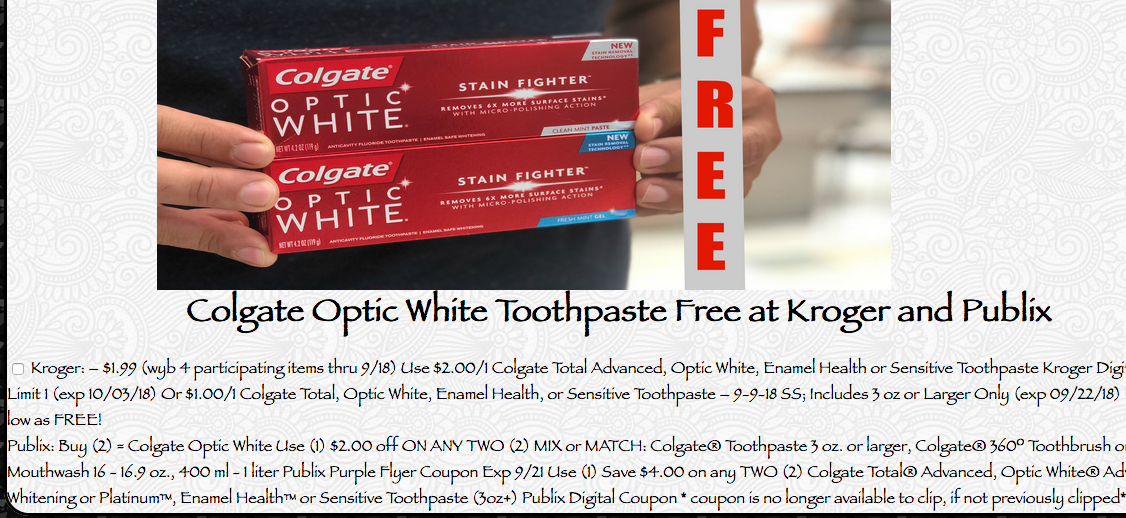 Colgate®
OPTIC
WHITE®
NET WT 4.2 OZ (119 g)
ANTICAVITY FLUORIDE TOOTHPASTE | ENAMEL SAFE WHITENING
STAIN FIGHTER™
REMOVES 6X MORE SURFACE STAINS*
WITH MICRO-POLISHING ACTION
NEW
STAIN REMOVAL
TECHNOLOGY**
CLEAN MINT PASTE
Colgate®
OPTIC
WHITE®
NET WT 4.2 OZ (119 g)
ANTICAVITY FLUORIDE TOOTHPASTE | ENAMEL SAFE WHITENING
STAIN FIGHTER™
REMOVES 6X MORE SURFACE STAINS*
WITH MICRO-POLISHING ACTION
NEW
STAIN REMOVAL
TECHNOLOGY**
FRESH MINT GEL
FREE
Colgate Optic White Toothpaste Free at Kroger and Publix
Kroger: – $1.99 (wyb 4 participating items thru 9/18) Use $2.00/1 Colgate Total Advanced, Optic White, Enamel Health or Sensitive Toothpaste Kroger Digi
Limit 1 (exp 10/03/18) Or $1.00/1 Colgate Total, Optic White, Enamel Health, or Sensitive Toothpaste – 9-9-18 SS; Includes 3 oz or Larger Only (exp 09/22/18)
low as FREE!
Publix: Buy (2) = Colgate Optic White Use (1) $2.00 off ON ANY TWO (2) MIX or MATCH: Colgate® Toothpaste 3 oz. or larger, Colgate® 360° Toothbrush o
Mouthwash 16 - 16.9 oz., 400 ml - 1 liter Publix Purple Flyer Coupon Exp 9/21 Use (1) Save $4.00 on any TWO (2) Colgate Total® Advanced, Optic White® Ad
Whitening or Platinum™, Enamel Health™ or Sensitive Toothpaste (3oz+) Publix Digital Coupon * coupon is no longer available to clip, if not previously clipped*